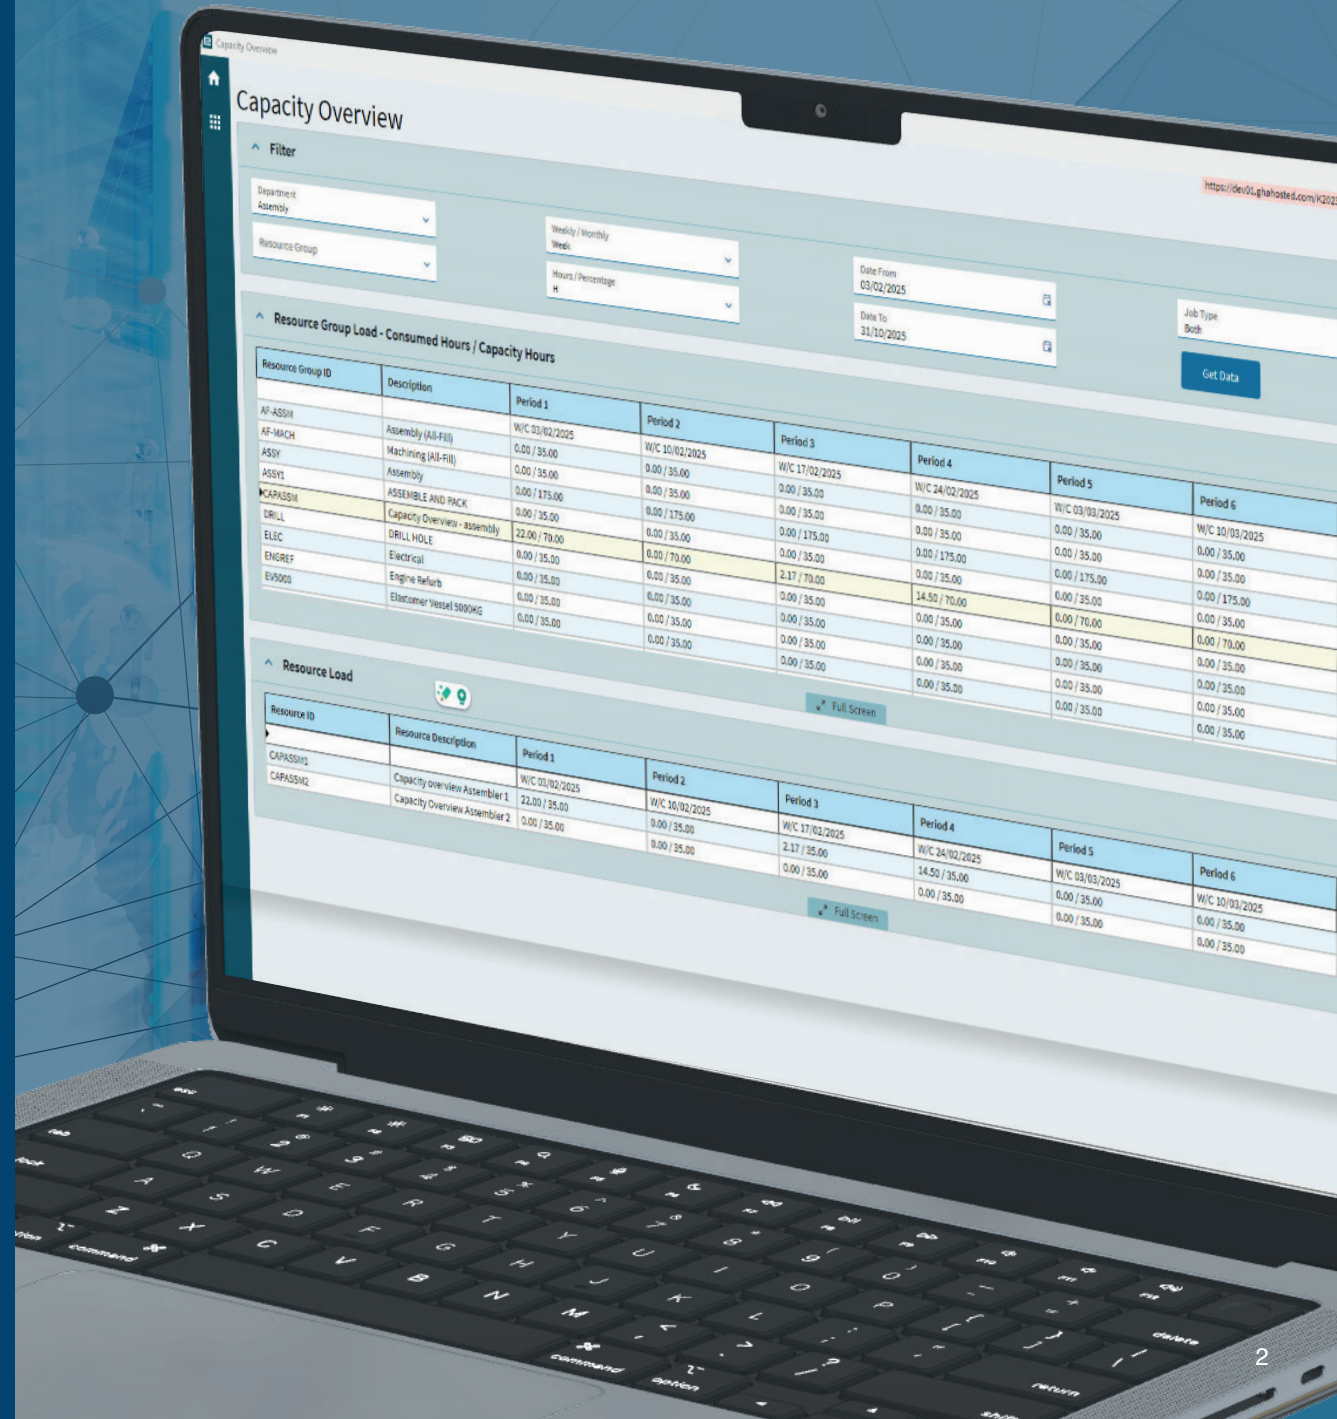 Capacity Overview
Capacity Overview
Filter
https://dev01.ghahosted.com/K2023
Department
Assembly
Weekly / Monthly
Week
Date From
03/02/2025
Job Type
Both
Resource Group
Hours / Percentage
H
Date To
31/10/2025
Get Data
Resource Group Load - Consumed Hours / Capacity Hours
Resource Group ID Description Period 1 Period 2 Period 3 Period 4 Period 5 Period 6
W/C 03/02/2025 W/C 10/02/2025 W/C 17/02/2025 W/C 24/02/2025 W/C 03/03/2025 W/C 10/03/2025
AF-ASSM Assembly (All-Fill) 0.00 / 35.00 0.00 / 35.00 0.00 / 35.00 0.00 / 35.00 0.00 / 35.00 0.00 / 35.00
AF-MACH Machining (All-Fill) 0.00 / 35.00 0.00 / 35.00 0.00 / 35.00 0.00 / 35.00 0.00 / 35.00 0.00 / 35.00
ASSY Assembly 0.00 / 175.00 0.00 / 175.00 0.00 / 175.00 0.00 / 175.00 0.00 / 175.00 0.00 / 175.00
ASSY1 ASSEMBLE AND PACK 0.00 / 35.00 0.00 / 35.00 0.00 / 35.00 0.00 / 35.00 0.00 / 35.00 0.00 / 35.00
CAPASSM Capacity Overview - assembly 22.00 / 70.00 0.00 / 70.00 2.17 / 70.00 14.50 / 70.00 0.00 / 70.00 0.00 / 70.00
DRILL DRILL HOLE 0.00 / 35.00 0.00 / 35.00 0.00 / 35.00 0.00 / 35.00 0.00 / 35.00 0.00 / 35.00
ELEC Electrical 0.00 / 35.00 0.00 / 35.00 0.00 / 35.00 0.00 / 35.00 0.00 / 35.00 0.00 / 35.00
ENGREF Engine Refurb 0.00 / 35.00 0.00 / 35.00 0.00 / 35.00 0.00 / 35.00 0.00 / 35.00 0.00 / 35.00
EV5000 Elastomer Vessel 5000KG 0.00 / 35.00 0.00 / 35.00 0.00 / 35.00 0.00 / 35.00 0.00 / 35.00 0.00 / 35.00
Full Screen
Resource Load
Resource ID Resource Description Period 1 Period 2 Period 3 Period 4 Period 5 Period 6
W/C 03/02/2025 W/C 10/02/2025 W/C 17/02/2025 W/C 24/02/2025 W/C 03/03/2025 W/C 10/03/2025
CAPASSM1 Capacity overview Assembler 1 22.00 / 35.00 0.00 / 35.00 2.17 / 35.00 14.50 / 35.00 0.00 / 35.00 0.00 / 35.00
CAPASSM2 Capacity Overview Assembler 2 0.00 / 35.00 0.00 / 35.00 0.00 / 35.00 0.00 / 35.00 0.00 / 35.00 0.00 / 35.00
Full Screen
esc
tab Q W E R T Y U I O P
lock A S D F G H J K L
delete
return
Z X C V B N M
shift
option command
command option
2